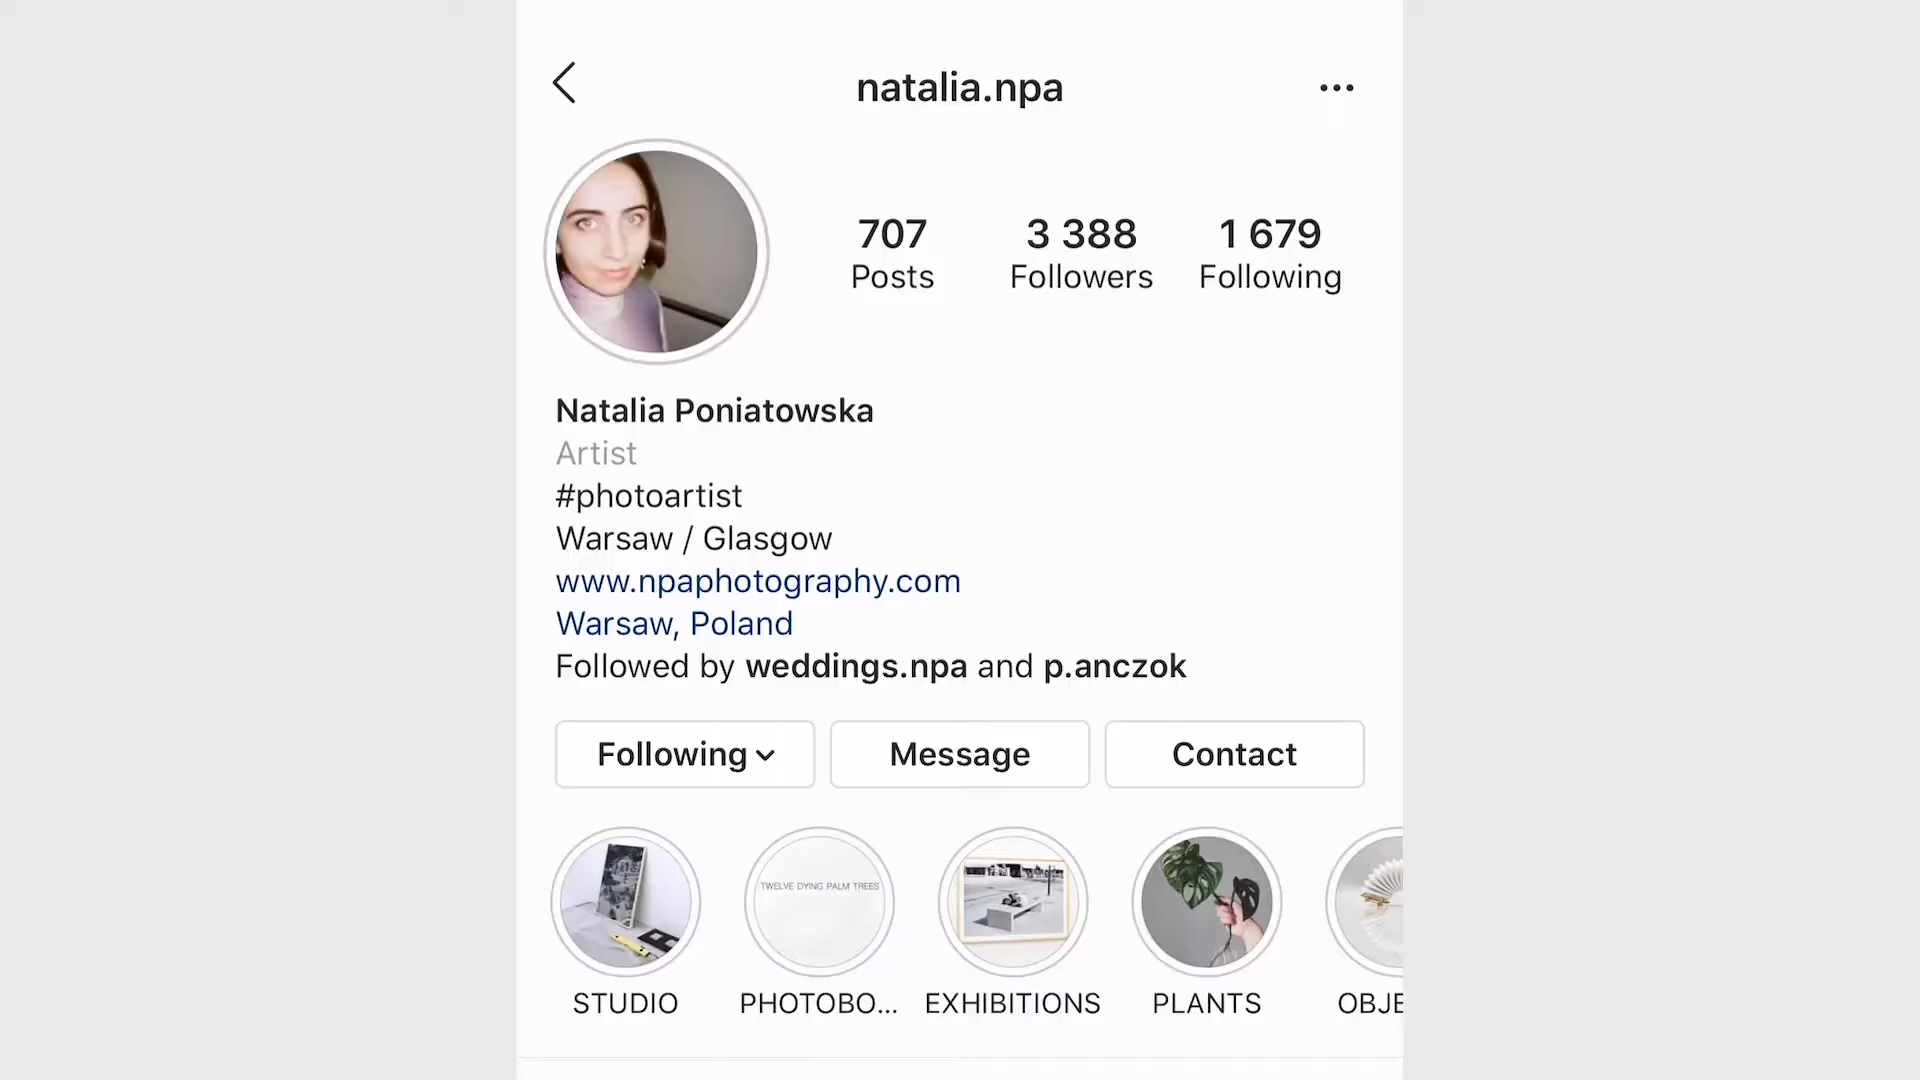 natalia.npa
707 3 388 1 679
Posts Followers Following
Natalia Poniatowska
Artist
#photoartist
Warsaw / Glasgow
www.npaphotography.com
Warsaw, Poland
Followed by weddings.npa and p.anczok
Following Message Contact
TWELVE DYING PALM TREES
STUDIO PHOTOBO... EXHIBITIONS PLANTS OBJE